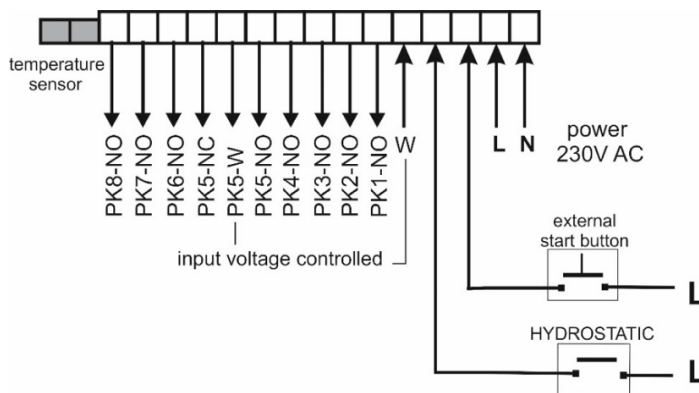 temperature
sensor
PK8-NO
PK7-NO
PK6-NO
PK5-NC
PK5-W
PK5-NO
PK4-NO
PK3-NO
PK2-NO
PK1-NO
W
L N
power
230V AC
input voltage controlled
external
start button
L
HYDROSTATIC
L